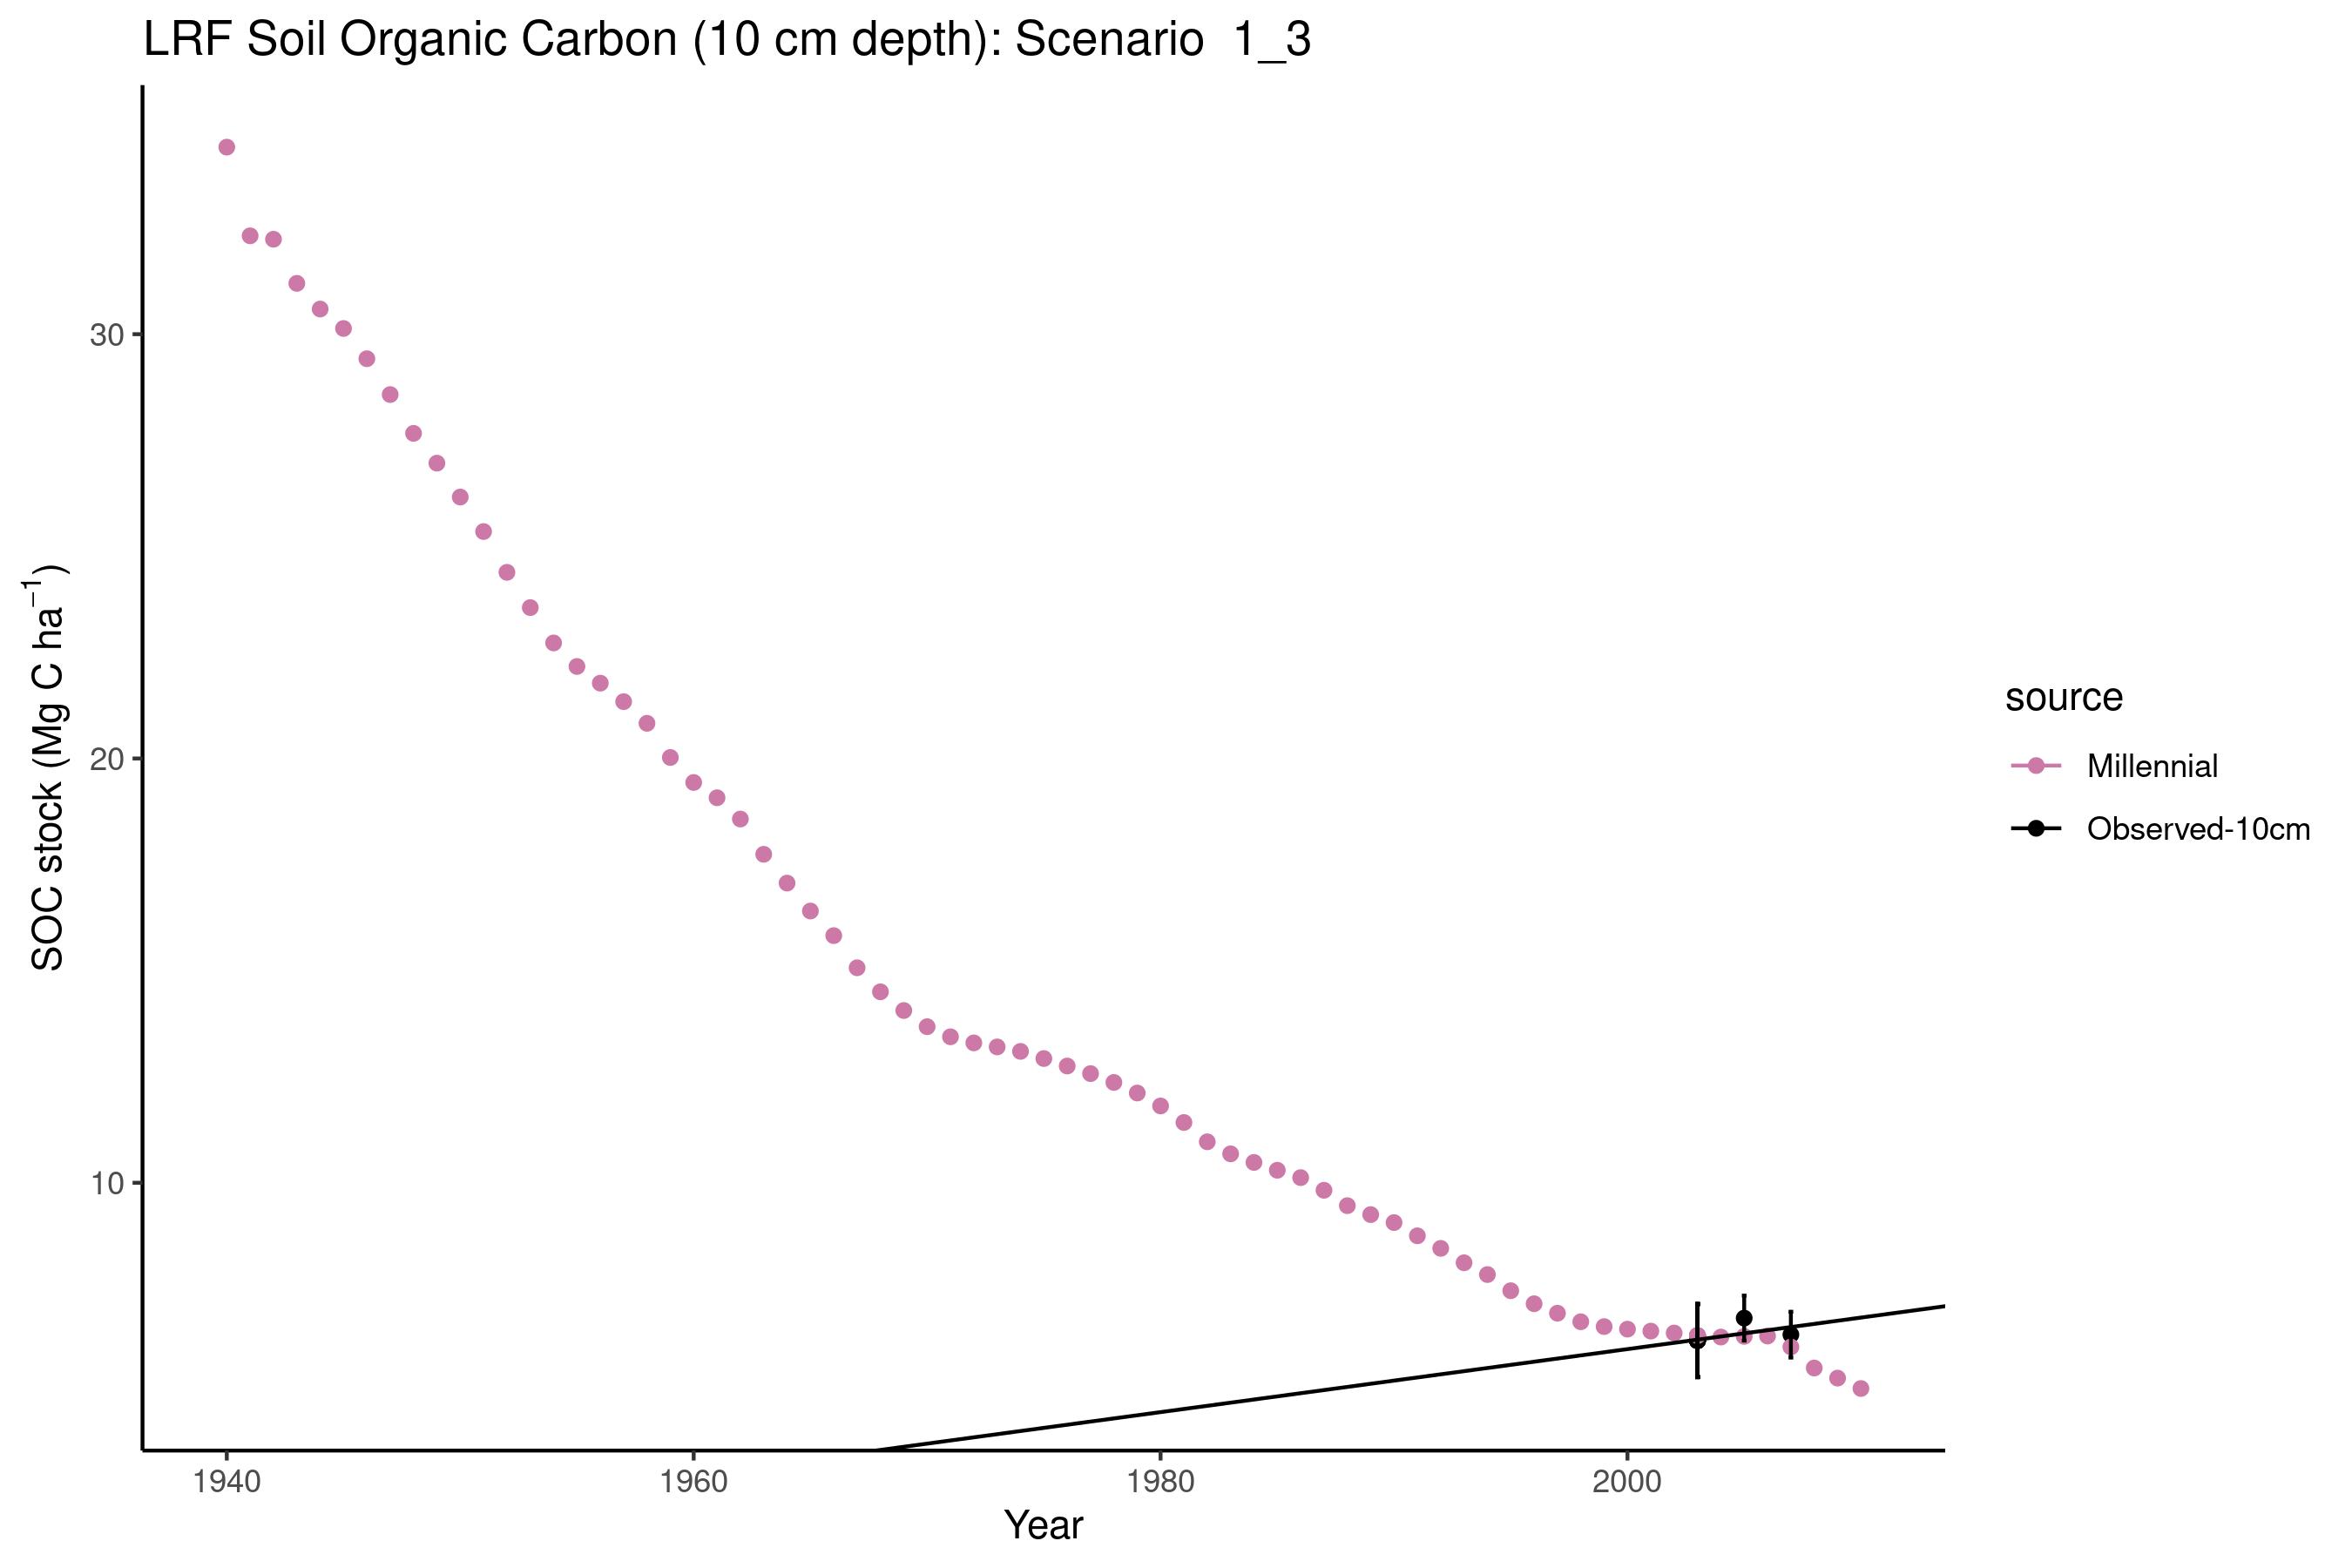 LRF Soil Organic Carbon (10 cm depth): Scenario  1_3
SOC stock (Mg C ha⁻¹)
30
20
10
1940
1960
1980
2000
Year
source
Millennial
Observed-10cm